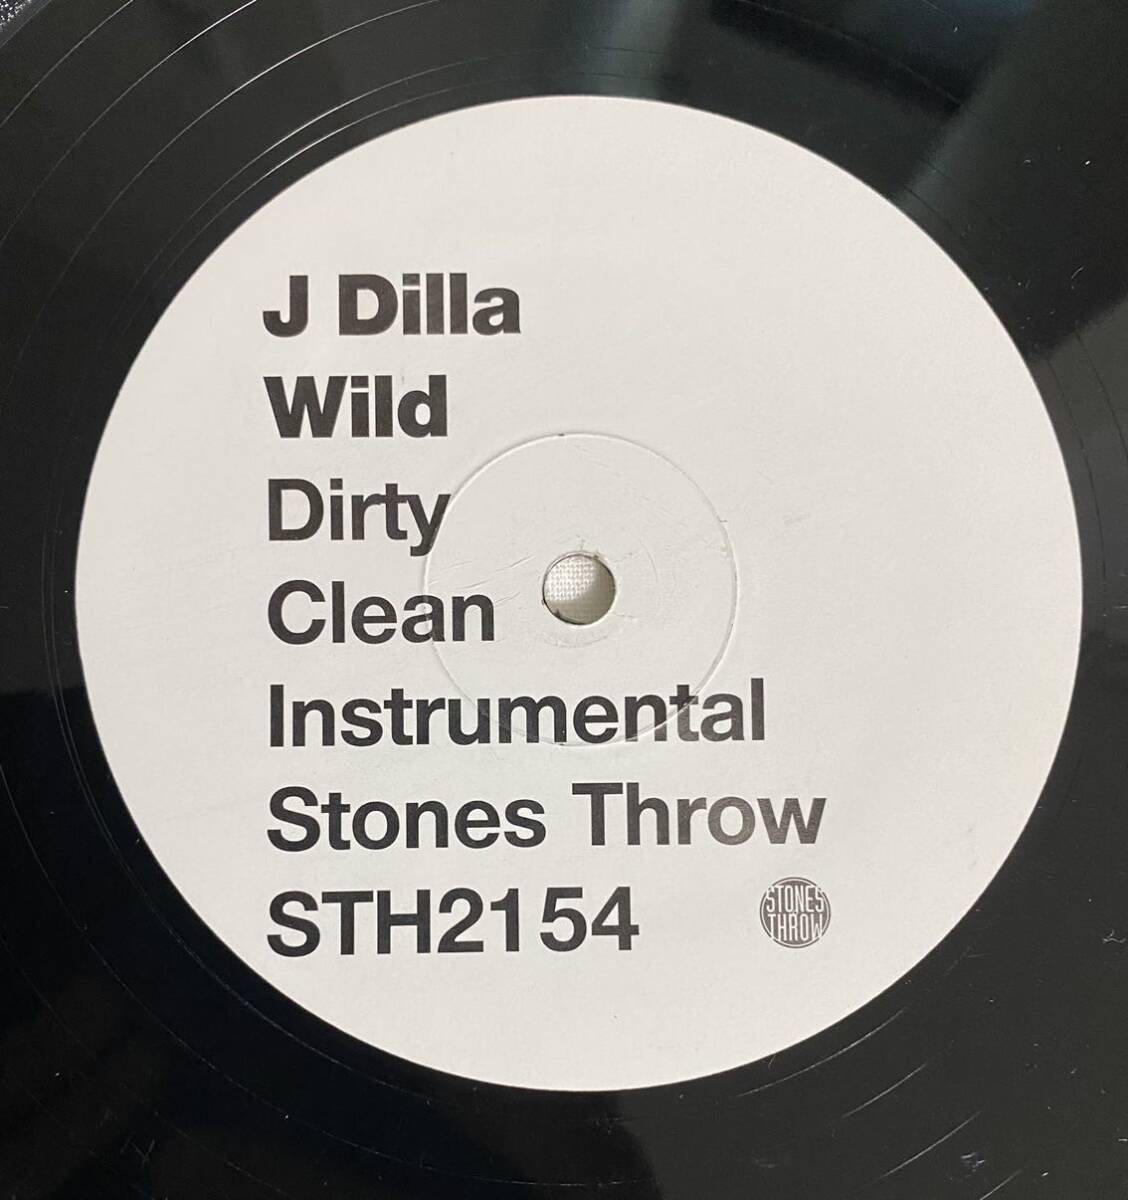 J Dilla
Wild
Dirty
Clean
Instrumental
Stones Throw
STH2154
STONES
THROW